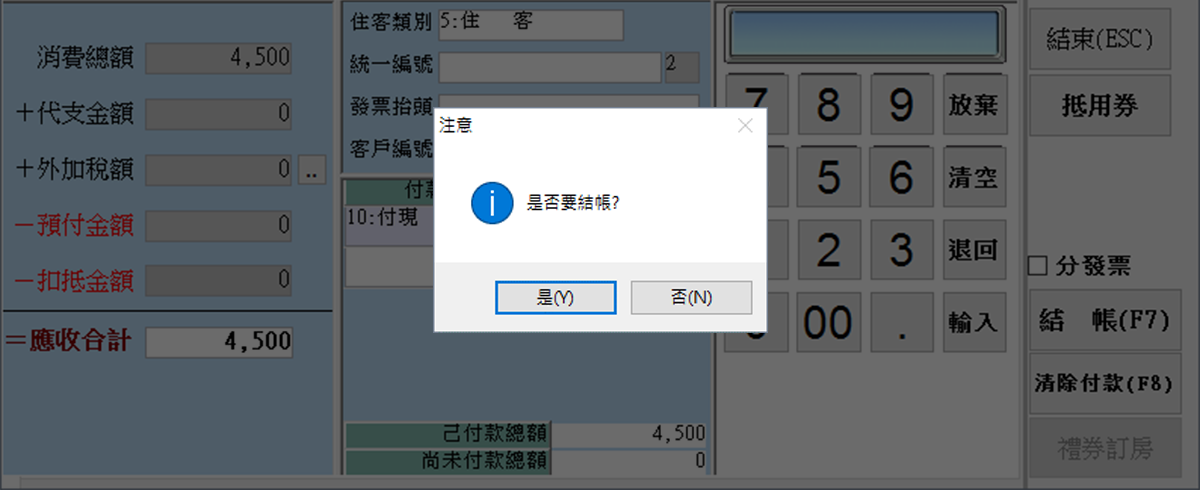 消費總額 4,500
＋代支金額 0
＋外加稅額 0 ..
－預付金額 0
－扣抵金額 0
＝應收合計 4,500
住客類別 5:住 客
統一編號 2
發票抬頭
客戶編號
付款
10:付現
己付款總額 4,500
尚未付款總額 0
注意
是否要結帳?
是(Y) 否(N)
7 8 9 放棄
5 6 清空
2 3 退回
00 . 輸入
結束(ESC)
抵用券
分發票
結 帳(F7)
清除付款(F8)
禮券訂房